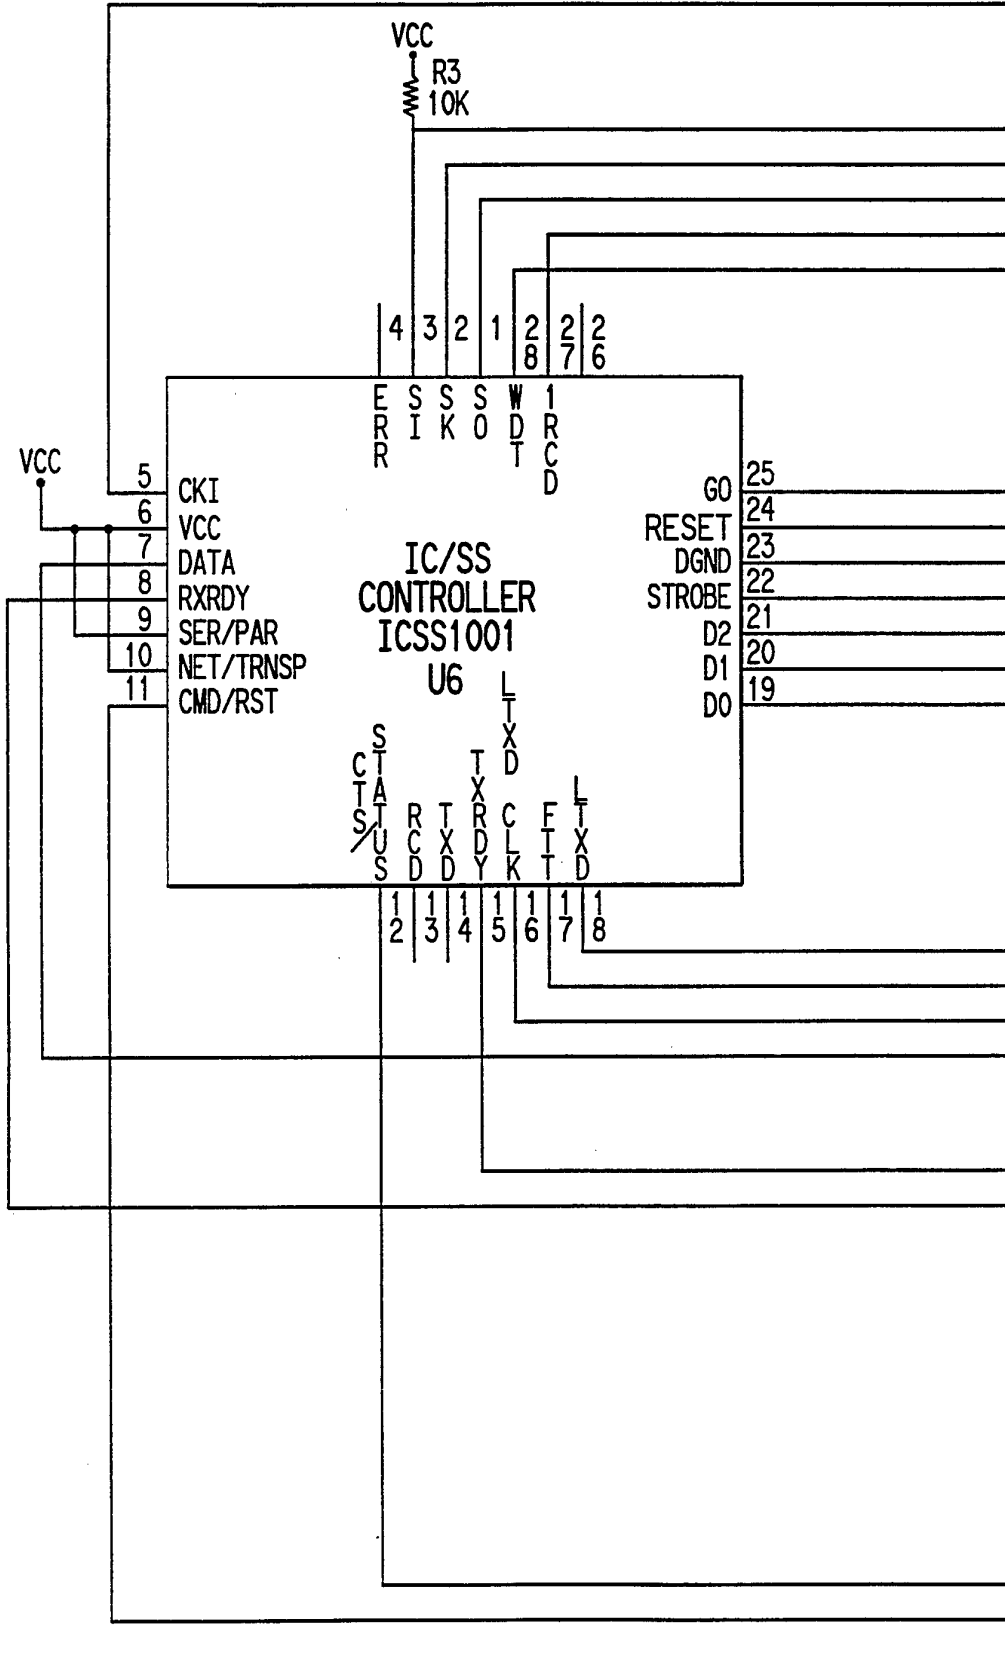 VCC
R3
10K
4 3 2 1 28 27 26
ERR SI SK SO WDT 1RCD
VCC
5 CKI
6 VCC
7 DATA
8 RXRDY
9 SER/PAR
10 NET/TRNSP
11 CMD/RST
IC/SS
CONTROLLER
ICSS1001
U6
GO 25
RESET 24
DGND 23
STROBE 22
D2 21
D1 20
D0 19
CTS/STATUS RCD TXD TXRDY LTXD CLK FTT LTXD
12 13 14 15 16 17 18